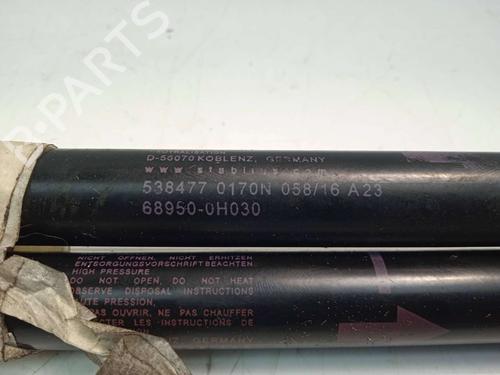 D-56070 KOBLENZ, GERMANY
www.stabilus.com
538477 0170N 058/16 A23
68950-0H030
NICHT ÖFFNEN, NICHT ERHITZEN
ENTSORGUNGSVORSCHRIFT BEACHTEN.
HIGH PRESSURE
DO NOT OPEN, DO NOT HEAT
OBSERVE DISPOSAL INSTRUCTIONS
HAUTE PRESSION.
NE PAS OUVRIR, NE PAS CHAUFFER
LES INSTRUCTIONS DE
GERMANY
B-Parts